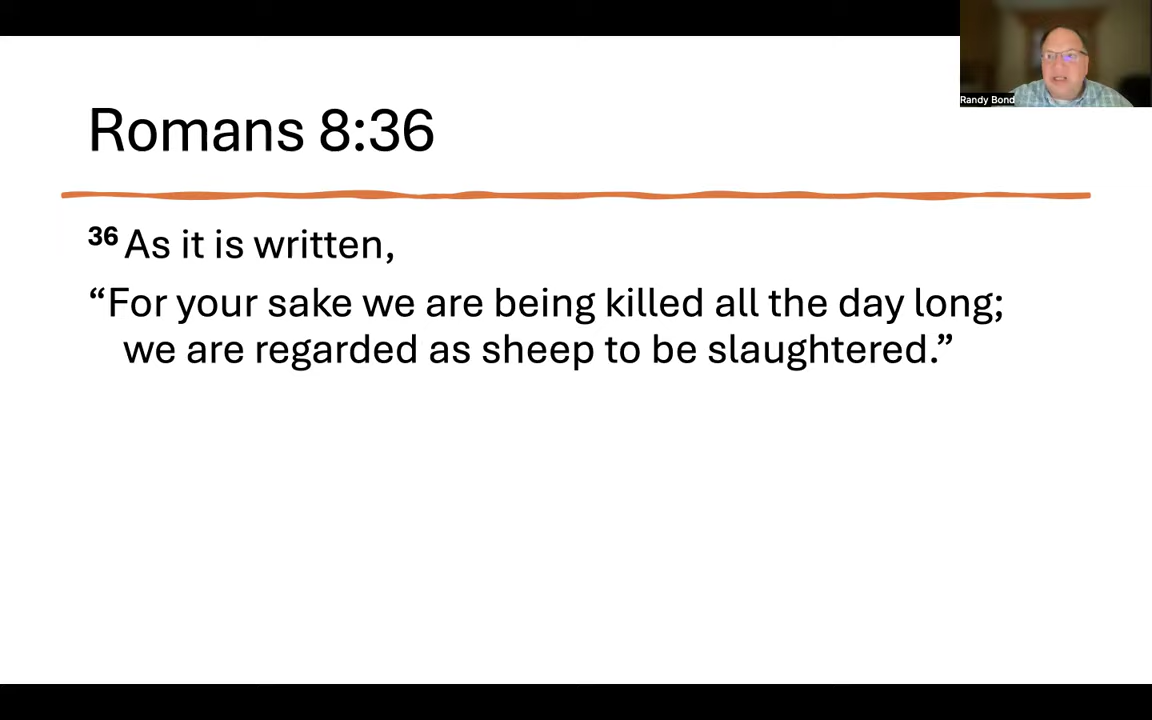 Randy Bond
Romans 8:36
36 As it is written,
“For your sake we are being killed all the day long;
we are regarded as sheep to be slaughtered.”